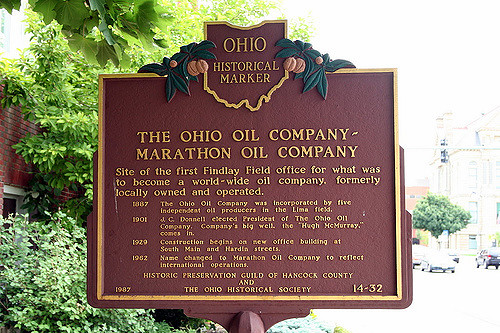 OHIO
HISTORICAL
MARKER
THE OHIO OIL COMPANY~
MARATHON OIL COMPANY
Site of the first Findlay Field office for what was
to become a world-wide oil company, formerly
locally owned and operated.
1887 The Ohio Oil Company was incorporated by five
independent oil producers in the Lima field.
1901 J. C. Donnell elected President of The Ohio Oil
Company. Company's big well, the "Hugh McMurray,"
comes in.
1929 Construction begins on new office building at
South Main and Hardin streets.
1962 Name changed to Marathon Oil Company to reflect
international operations.
HISTORIC PRESERVATION GUILD OF HANCOCK COUNTY
AND
1987 THE OHIO HISTORICAL SOCIETY 14-32